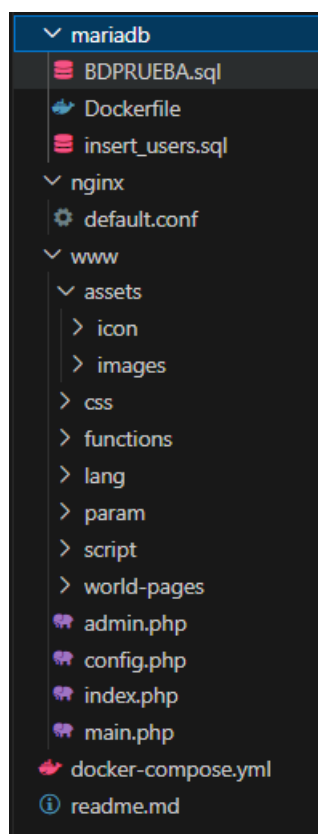 mariadb
BDPRUEBA.sql
Dockerfile
insert_users.sql
nginx
default.conf
www
assets
icon
images
css
functions
lang
param
script
world-pages
admin.php
config.php
index.php
main.php
docker-compose.yml
readme.md